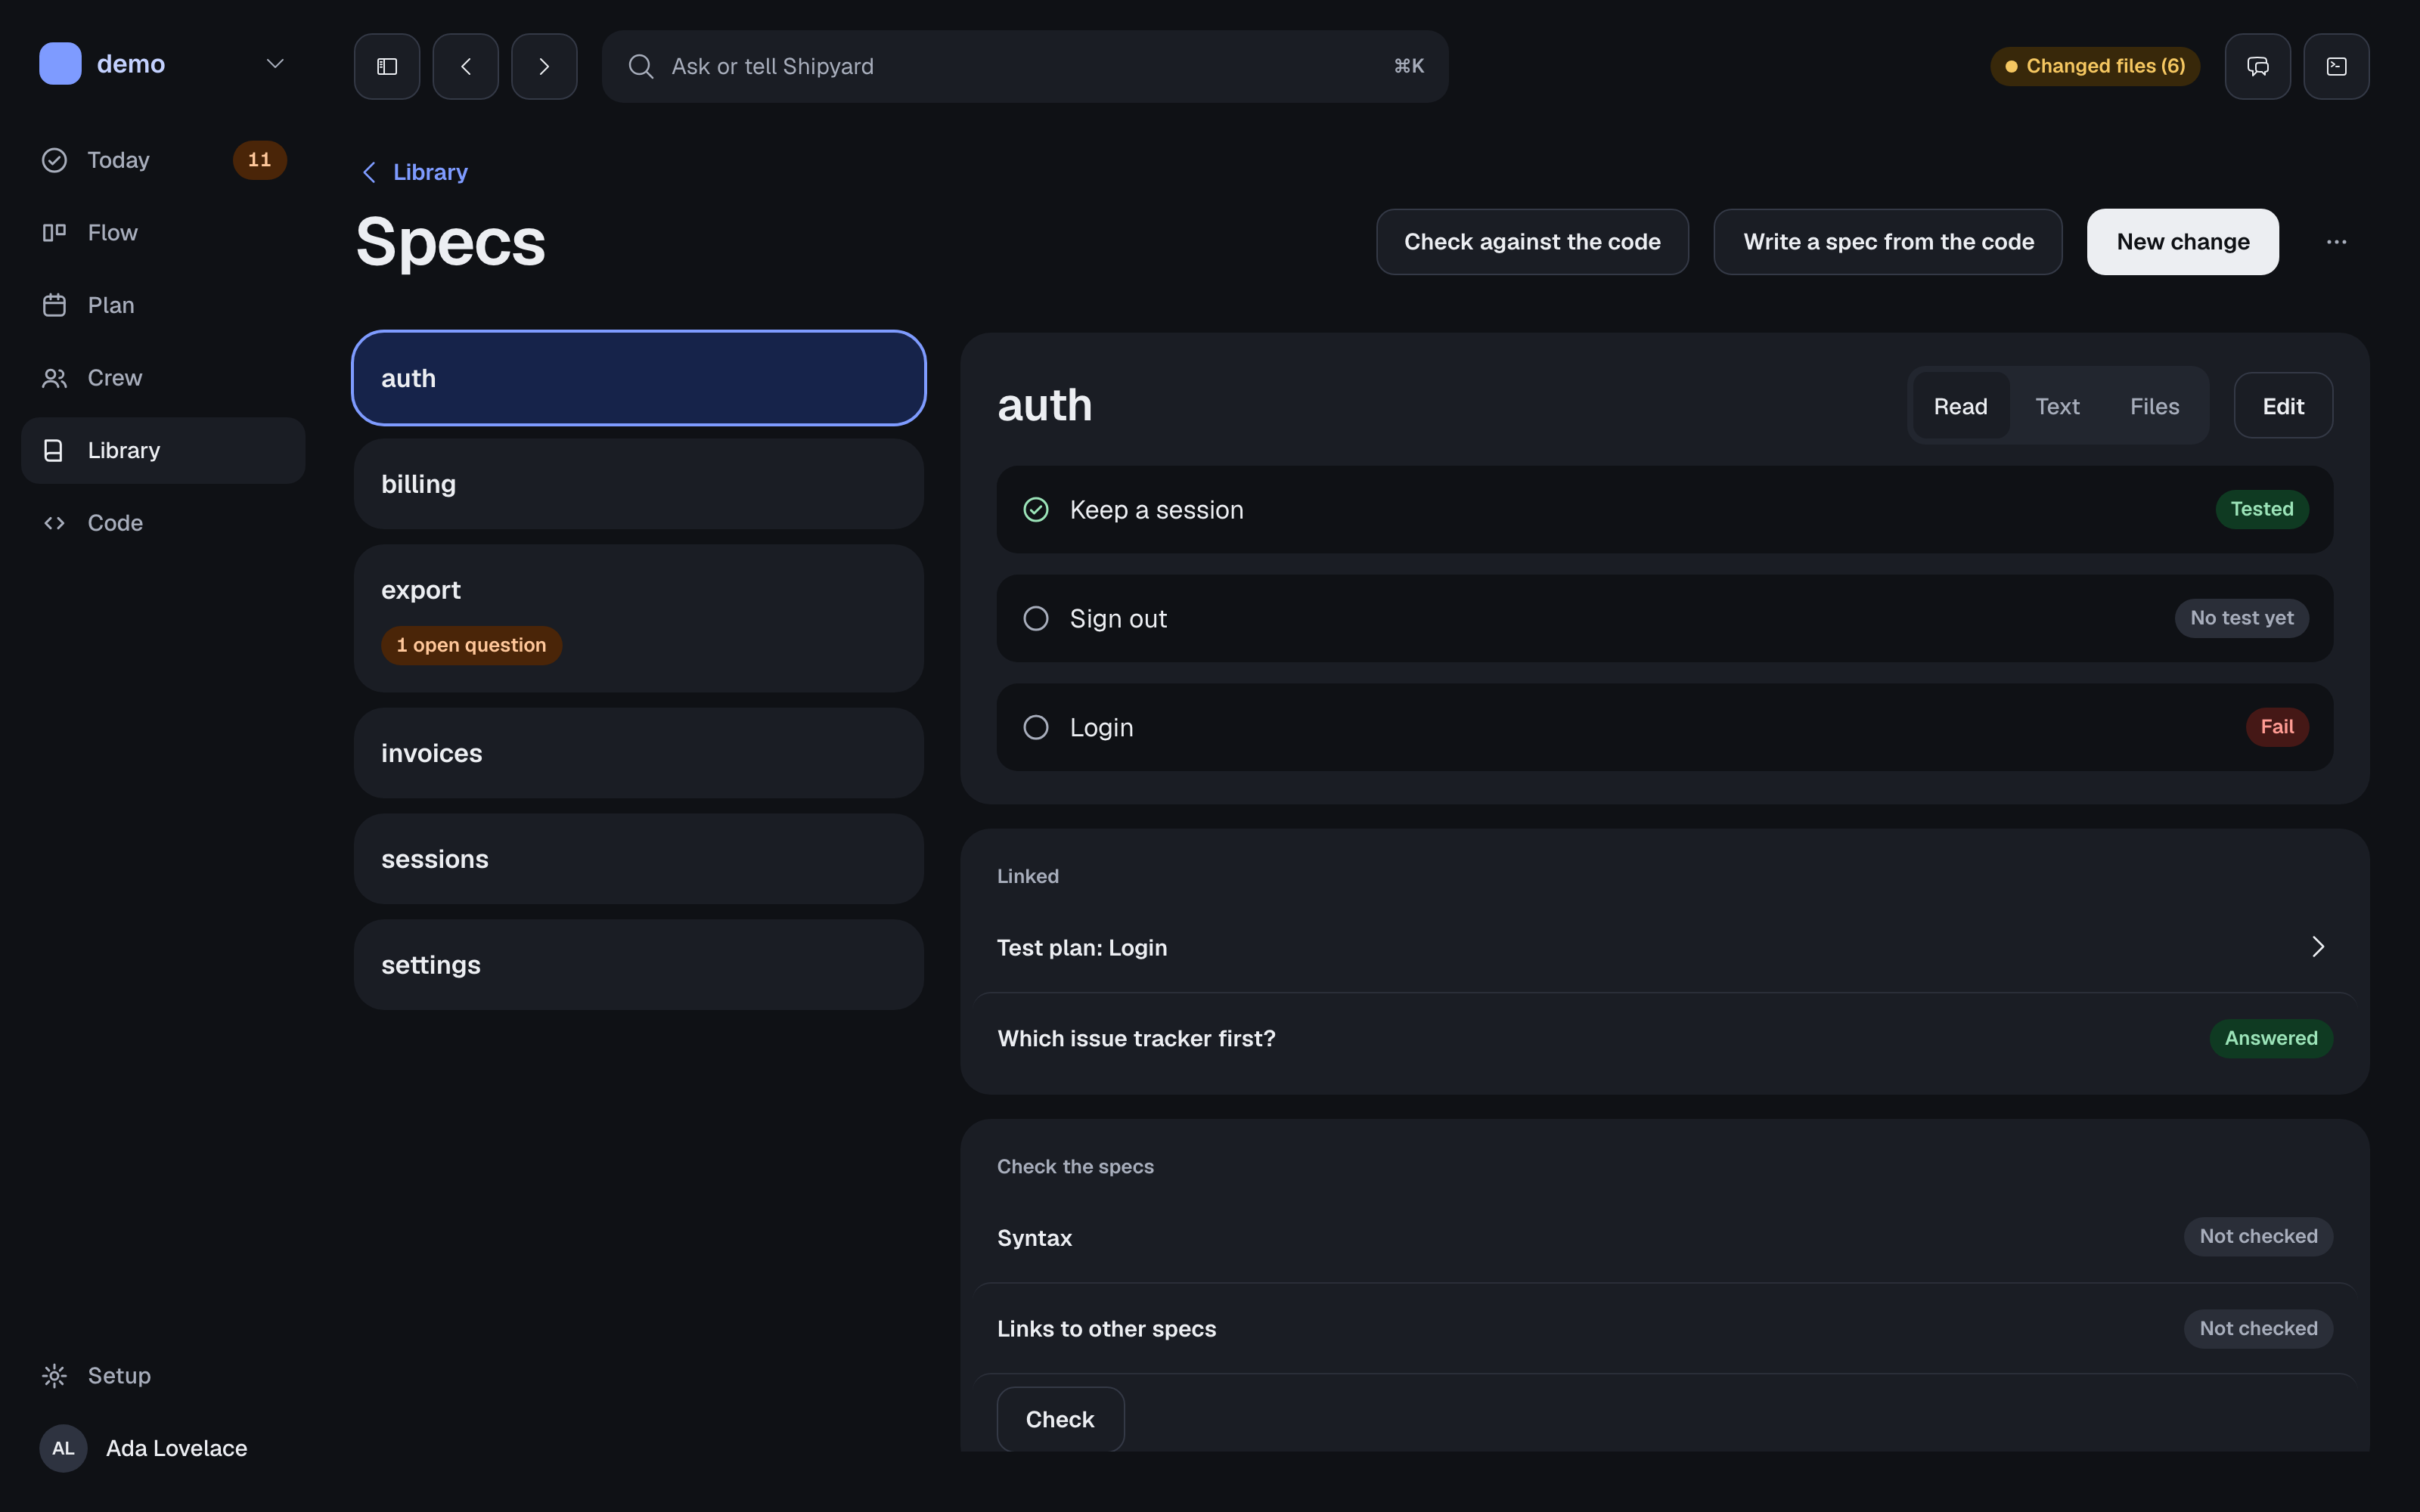 demo
Ask or tell Shipyard
⌘K
Changed files (6)
Today
11
Flow
Plan
Crew
Library
Code
Setup
AL
Ada Lovelace
Library
Specs
Check against the code
Write a spec from the code
New change
auth
billing
export
1 open question
invoices
sessions
settings
auth
Read
Text
Files
Edit
Keep a session
Tested
Sign out
No test yet
Login
Fail
Linked
Test plan: Login
Which issue tracker first?
Answered
Check the specs
Syntax
Not checked
Links to other specs
Not checked
Check